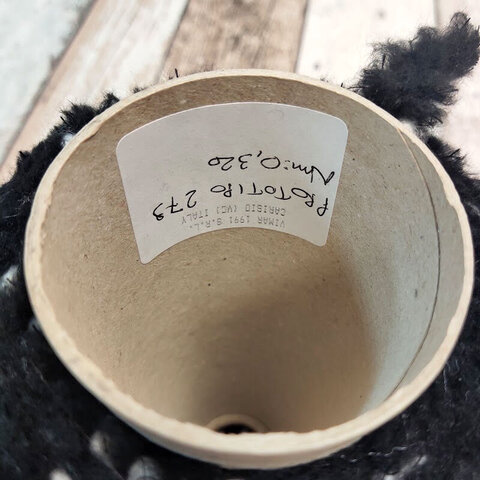 VIMAR 1991 S.R.L.
CARISIO (VC) ITALY
PROTOTIPO 273
Nm:0,320